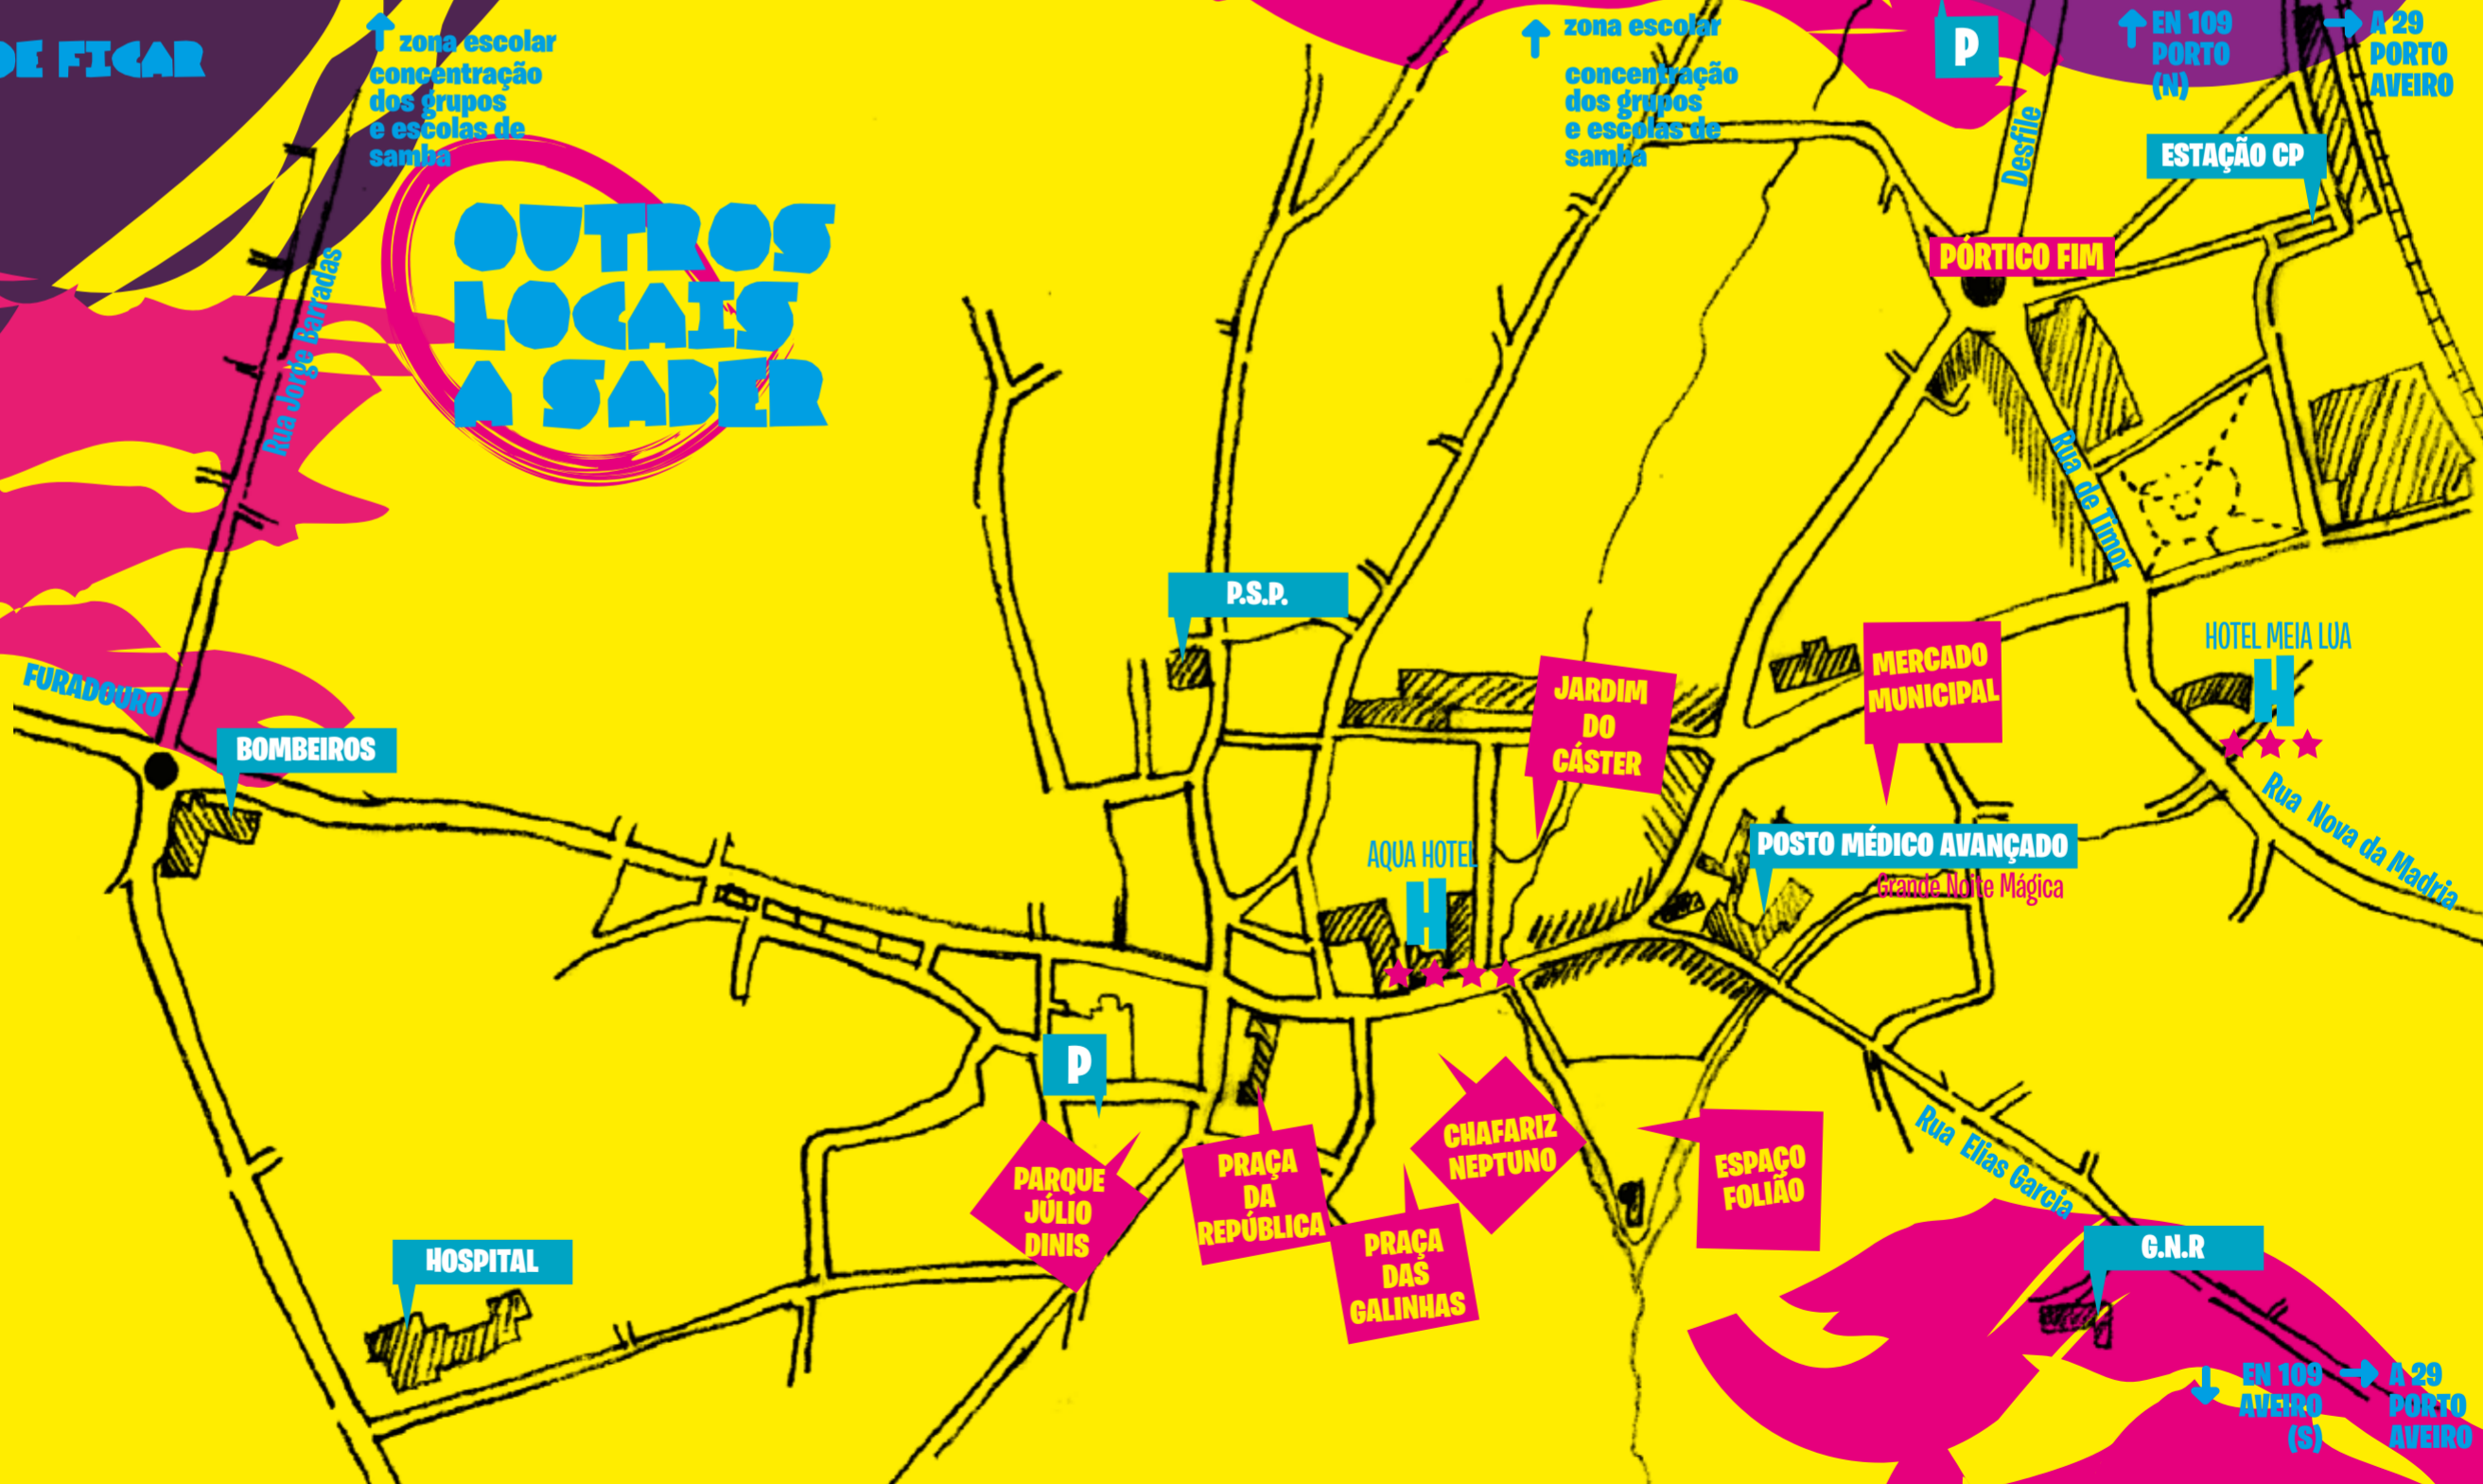 DE FICAR
zona escolar
concentração
dos grupos
e escolas de
samba
zona escolar
concentração
dos grupos
e escolas de
samba
P
EN 109
PORTO
(N)
A 29
PORTO
AVEIRO
Desfile
ESTAÇÃO CP
PÓRTICO FIM
OUTROS
LOCAIS
A SABER
Rua Jorge Barradas
Rua de Timor
P.S.P.
FURADOURO
BOMBEIROS
JARDIM
DO
CÁSTER
MERCADO
MUNICIPAL
HOTEL MEIA LUA
H
Rua Nova da Madria
AQUA HOTEL
H
POSTO MÉDICO AVANÇADO
Grande Noite Mágica
P
PARQUE
JÚLIO
DINIS
PRAÇA
DA
REPÚBLICA
CHAFARIZ
NEPTUNO
PRAÇA
DAS
GALINHAS
ESPAÇO
FOLIÃO
Rua Elias Garcia
HOSPITAL
G.N.R
EN 109
AVEIRO
(S)
A 29
PORTO
AVEIRO